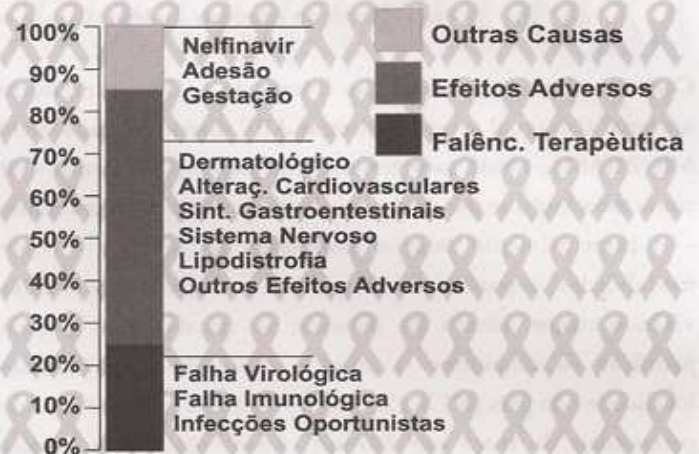 100%
90%
80%
70%
60%
50%
40%
30%
20%
10%
0%
Nelfinavir
Adesão
Gestação
Dermatológico
Alteraç. Cardiovasculares
Sint. Gastroentestinais
Sistema Nervoso
Lipodistrofia
Outros Efeitos Adversos
Falha Virológica
Falha Imunológica
Infecções Oportunistas
Outras Causas
Efeitos Adversos
Falênc. Terapèutica